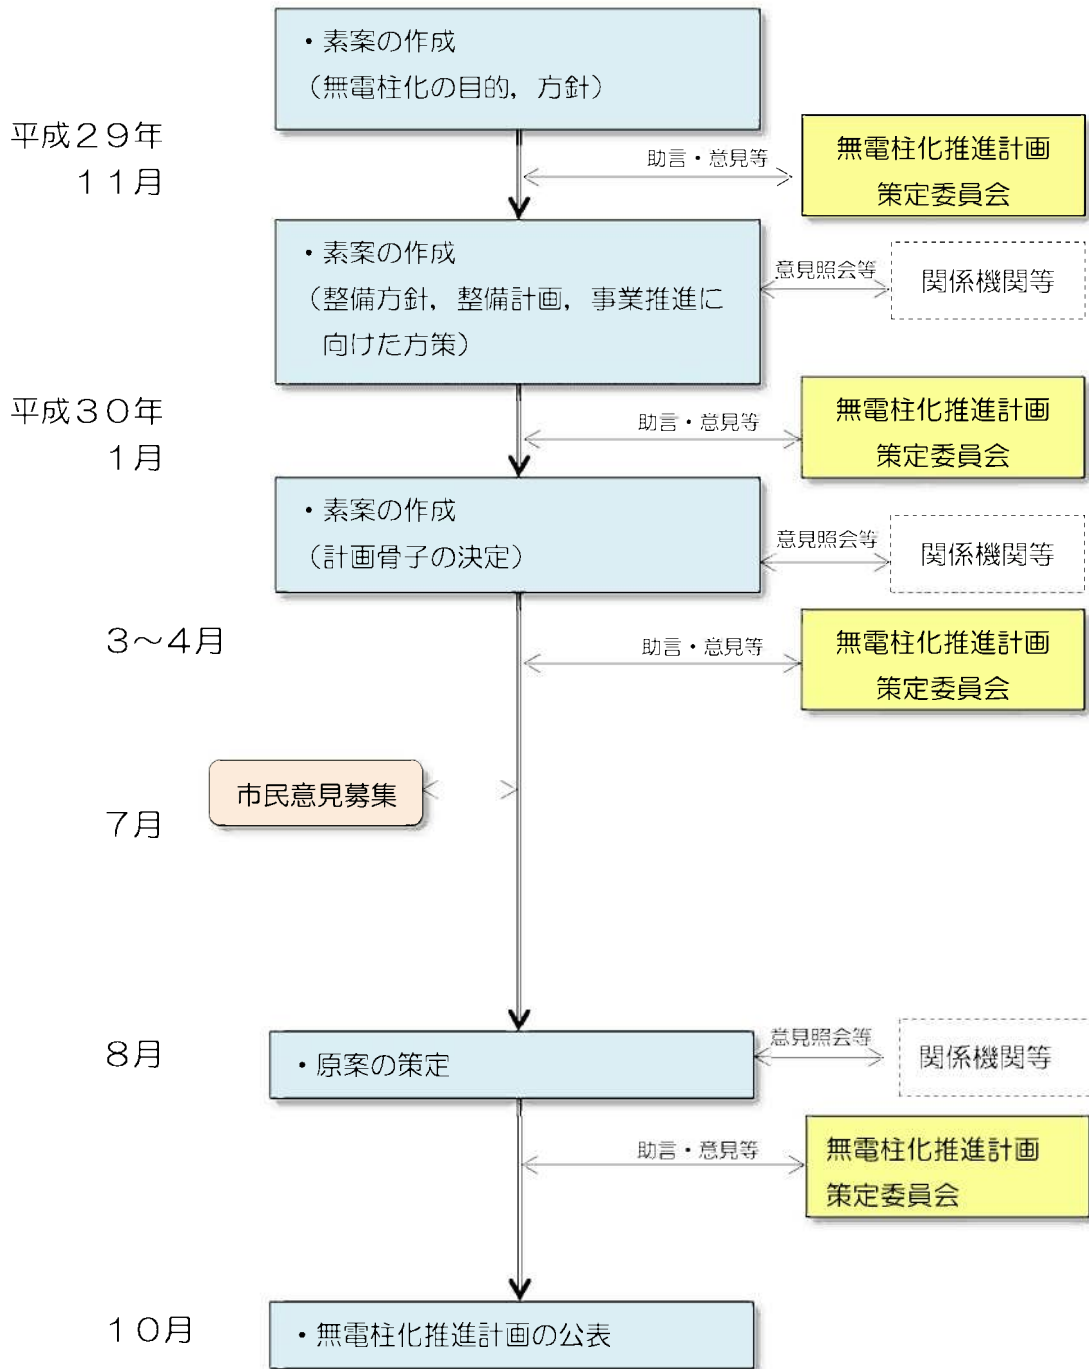 ・素案の作成
（無電柱化の目的，方針）
平成２９年
１１月
助言・意見等
無電柱化推進計画
策定委員会
・素案の作成
（整備方針，整備計画，事業推進に
向けた方策）
意見照会等
関係機関等
平成３０年
１月
助言・意見等
無電柱化推進計画
策定委員会
・素案の作成
（計画骨子の決定）
意見照会等
関係機関等
３～４月
助言・意見等
無電柱化推進計画
策定委員会
市民意見募集
７月
８月
・原案の策定
意見照会等
関係機関等
助言・意見等
無電柱化推進計画
策定委員会
１０月
・無電柱化推進計画の公表